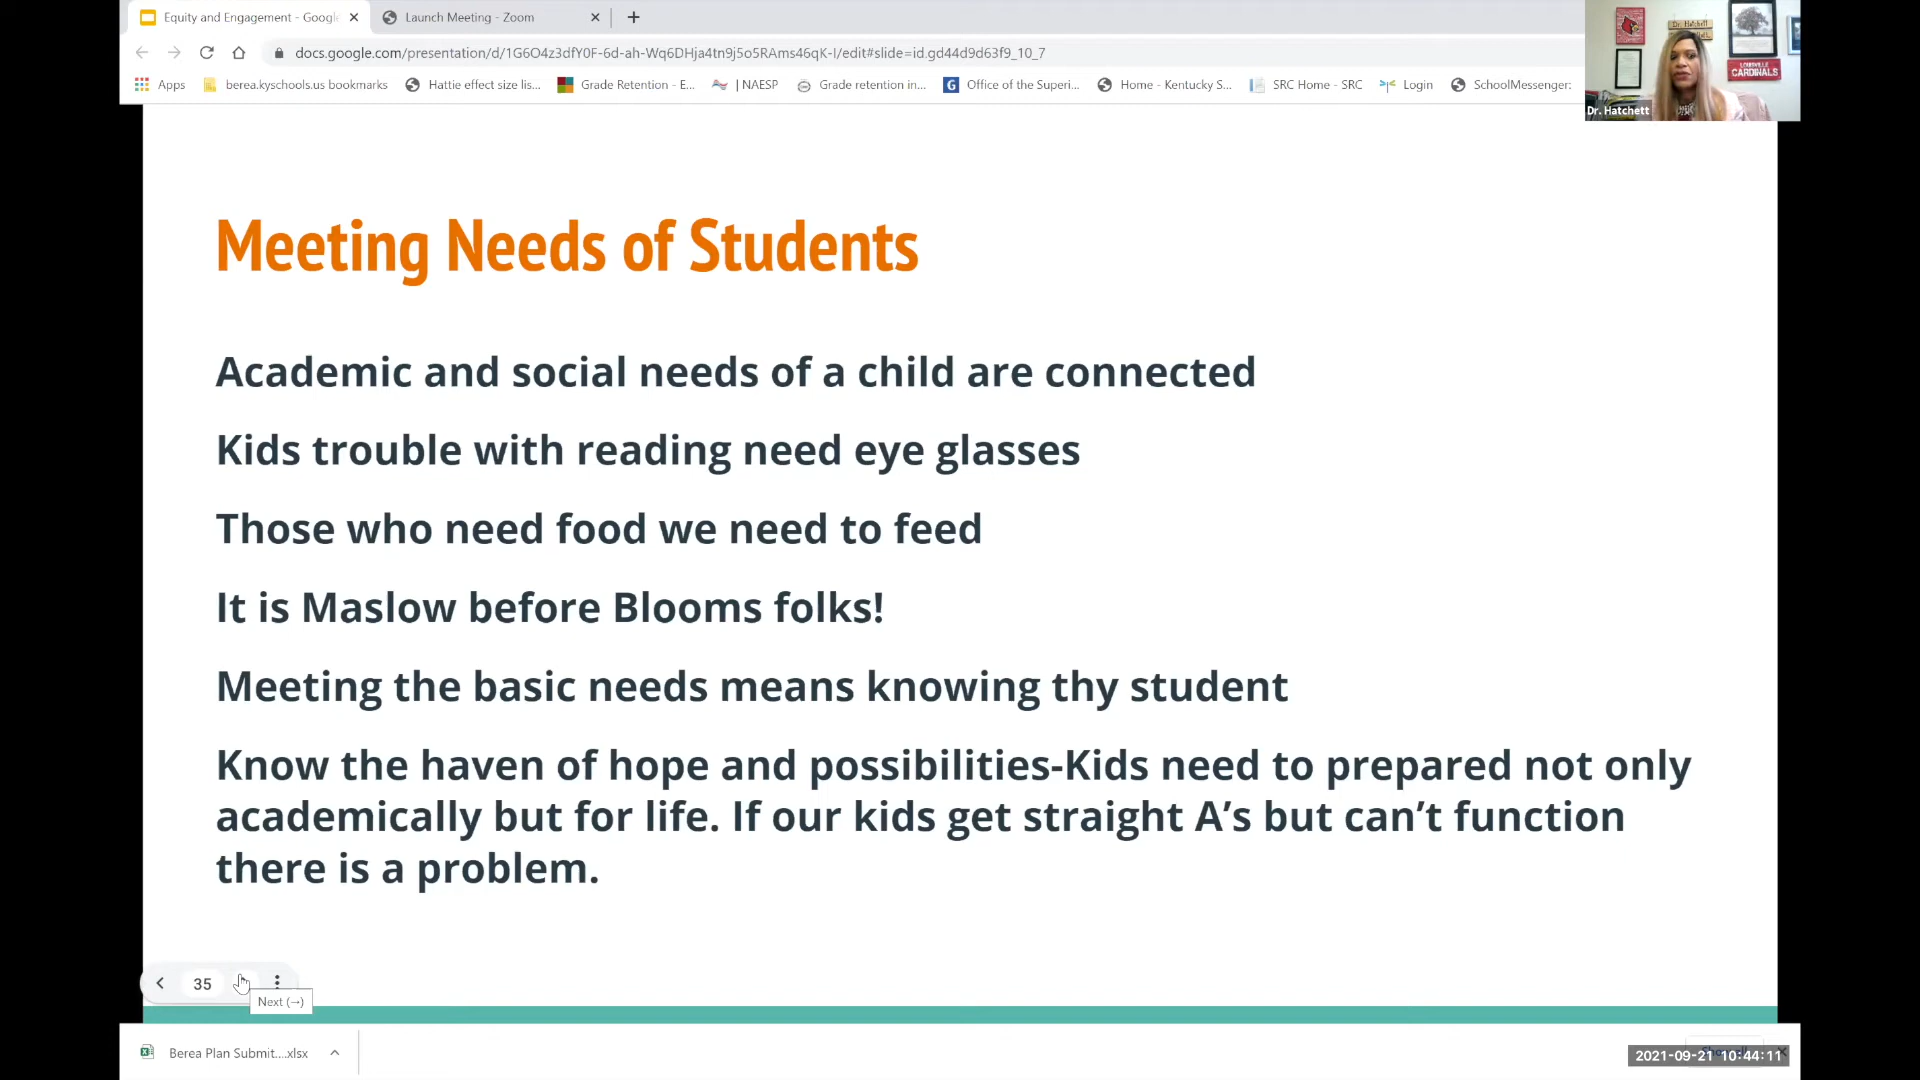 Equity and Engagement - Google
Launch Meeting - Zoom
docs.google.com/presentation/d/1G6O4z3dfY0F-6d-ah-Wq6DHja4tn9j5o5RAms46qK-I/edit#slide=id.gd44d9d63f9_10_7
Apps
berea.kyschools.us bookmarks
Hattie effect size lis...
Grade Retention - E...
| NAESP
Grade retention in...
Office of the Superi...
Home - Kentucky S...
SRC Home - SRC
Login
SchoolMessenger:
Dr. Hatchett
LOUISVILLE
CARDINALS
Dr. Hatchett
Meeting Needs of Students
Academic and social needs of a child are connected
Kids trouble with reading need eye glasses
Those who need food we need to feed
It is Maslow before Blooms folks!
Meeting the basic needs means knowing thy student
Know the haven of hope and possibilities-Kids need to prepared not only
academically but for life. If our kids get straight A’s but can’t function
there is a problem.
35
Next (→)
Berea Plan Submit....xlsx
2021-09-21 10:44:11